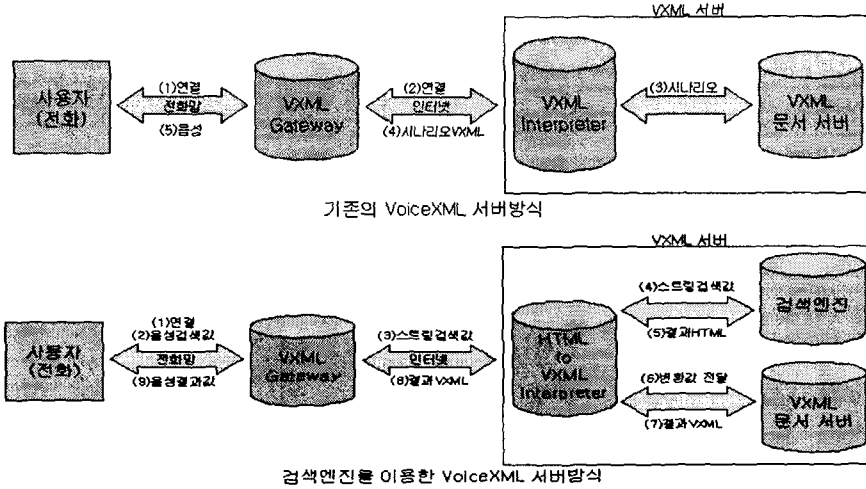 VXML 서버
사용자
(전화)
(1)연결
전화망
(5)음성
VXML
Gateway
(2)연결
인터넷
(4)시나리오VXML
VXML
Interpreter
(3)시나리오
VXML
문서 서버
기존의 VoiceXML 서버방식
VXML 서버
사용자
(전화)
(1)연결
(2)음성검색값
전화망
(9)음성결과값
VXML
Gateway
(3)스트링검색값
인터넷
(8)결과VXML
HTML
to
VXML
Interpreter
(4)스트링검색값
(5)결과HTML
검색엔진
(6)변환값 전달
(7)결과VXML
VXML
문서 서버
검색엔진을 이용한 VoiceXML 서버방식